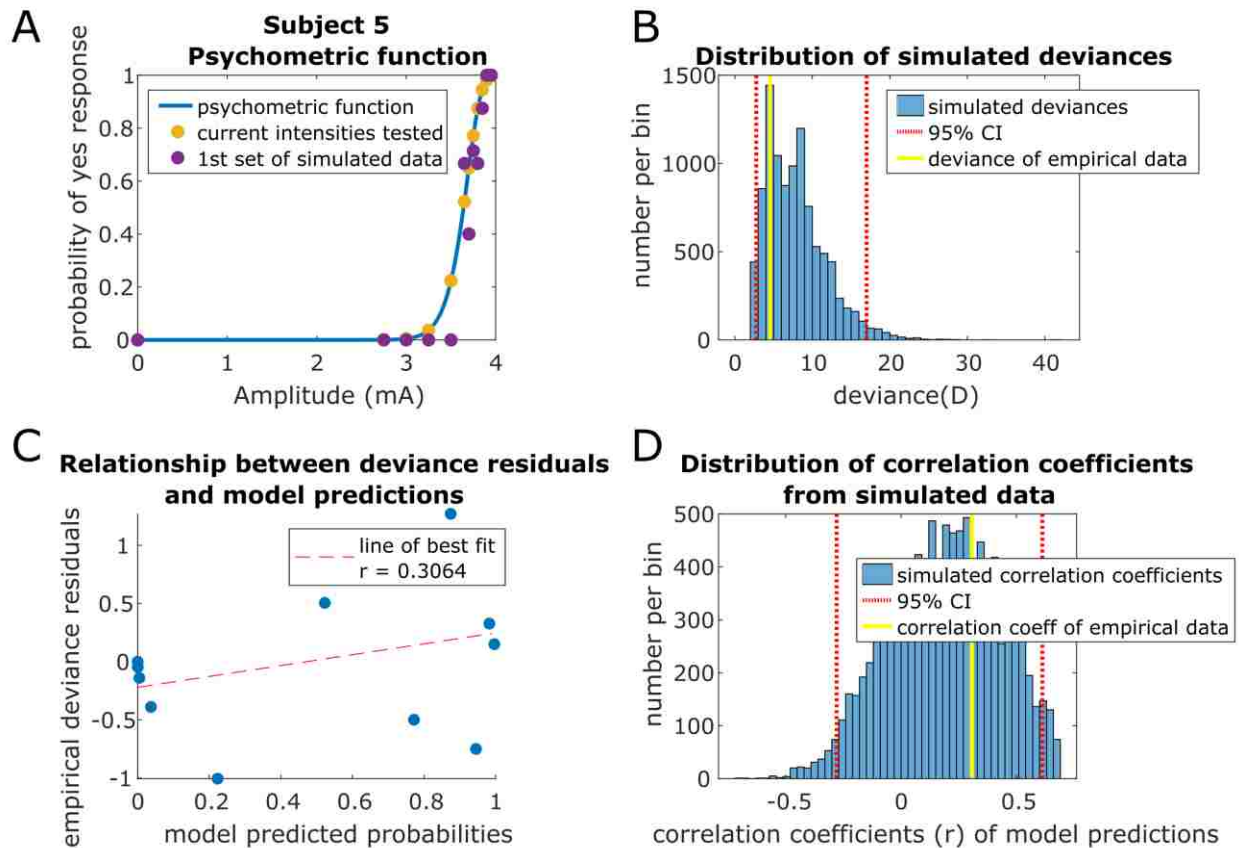 A
Subject 5
Psychometric function
probability of yes response
1
0.8
0.6
0.4
0.2
0
psychometric function
current intensities tested
1st set of simulated data
0
1
2
3
4
Amplitude (mA)
B
Distribution of simulated deviances
number per bin
1500
1000
500
0
simulated deviances
95% CI
deviance of empirical data
0
10
20
30
40
deviance(D)
C
Relationship between deviance residuals
and model predictions
empirical deviance residuals
1
0.5
0
-0.5
-1
line of best fit
r = 0.3064
0
0.2
0.4
0.6
0.8
1
model predicted probabilities
D
Distribution of correlation coefficients
from simulated data
number per bin
500
400
300
200
100
0
simulated correlation coefficients
95% CI
correlation coeff of empirical data
-0.5
0
0.5
correlation coefficients (r) of model predictions